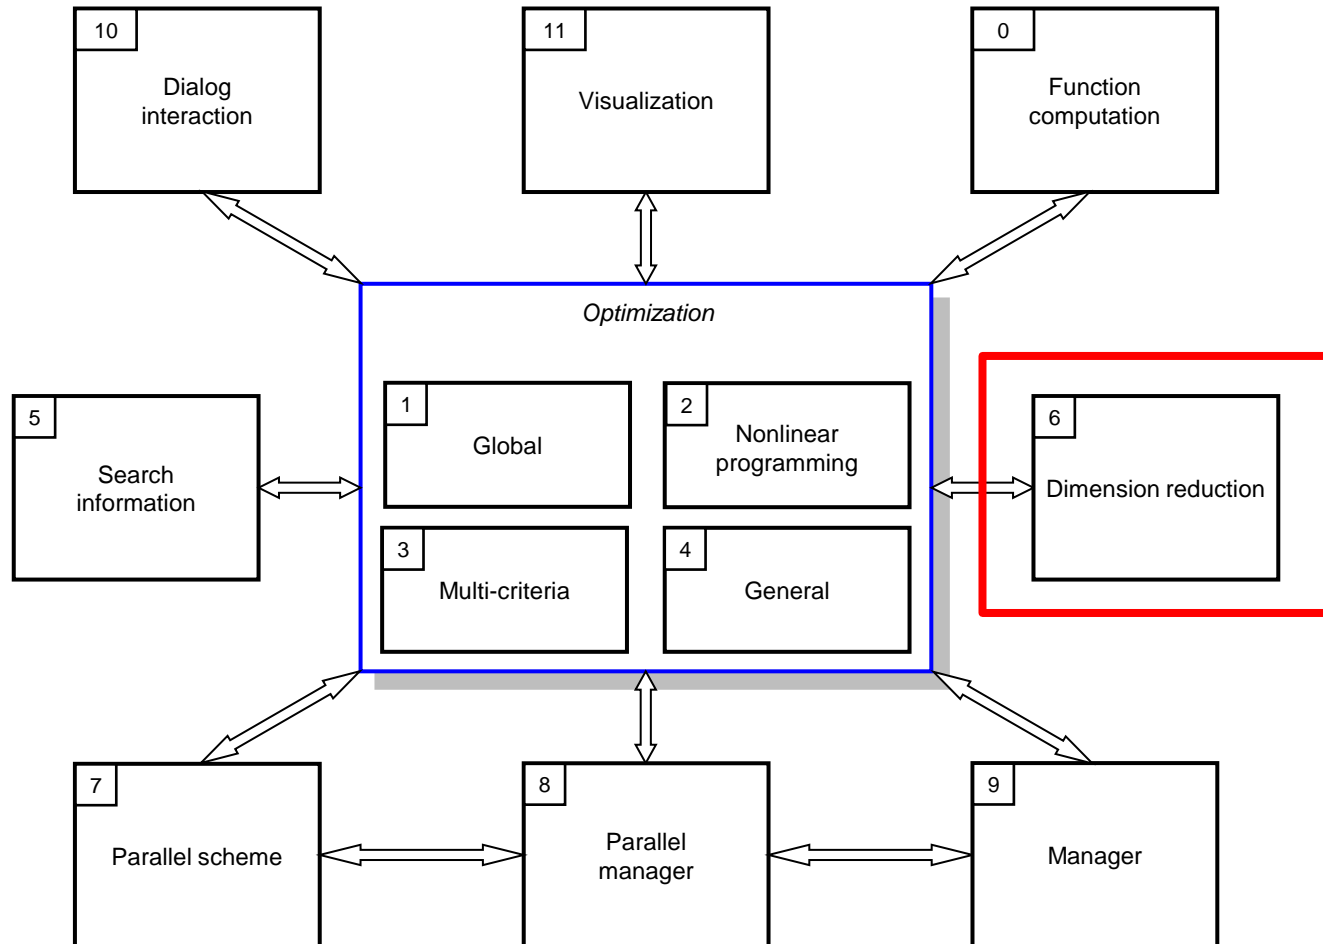 10
Dialog
interaction
11
Visualization
0
Function
computation
Optimization
1
Global
2
Nonlinear
programming
3
Multi-criteria
4
General
5
Search
information
6
Dimension reduction
7
Parallel scheme
8
Parallel
manager
9
Manager